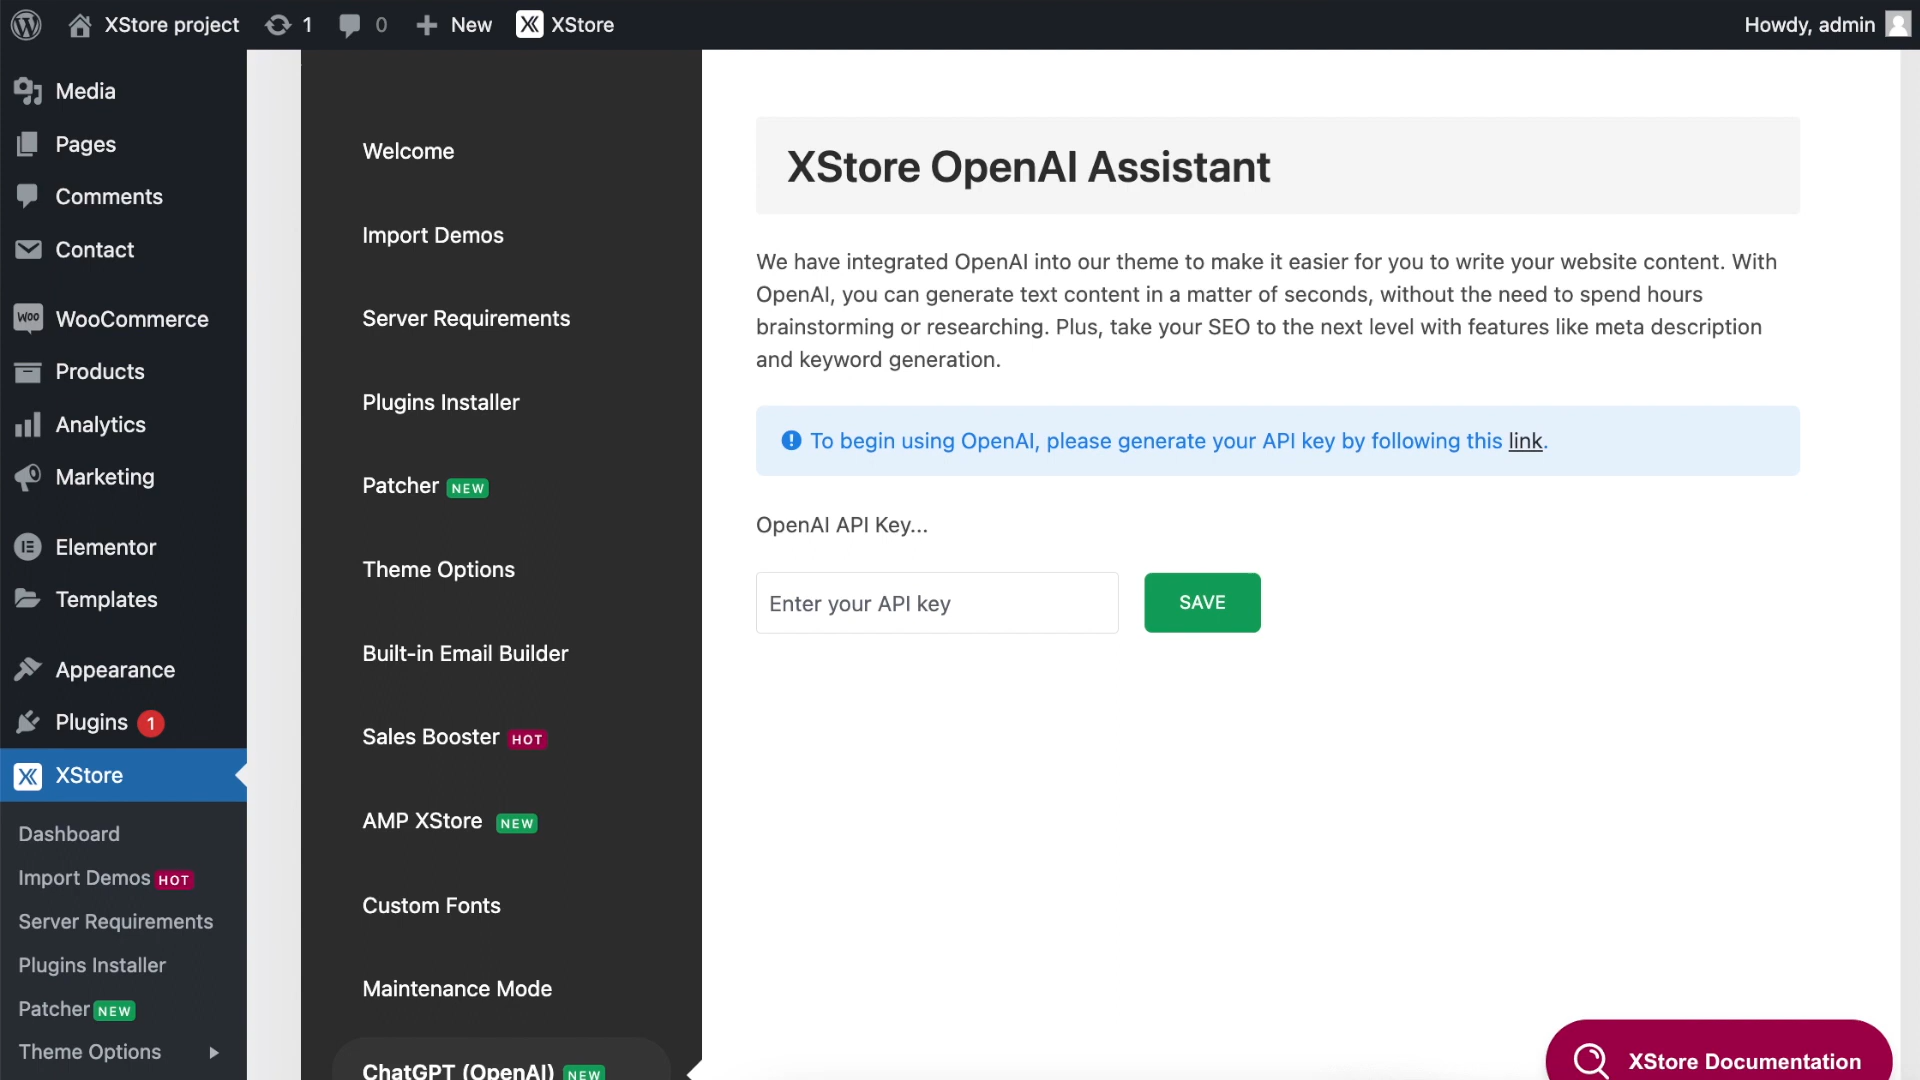 XStore project
1
0
New
XStore
Howdy, admin
Media
Pages
Comments
Contact
WooCommerce
Products
Analytics
Marketing
Elementor
Templates
Appearance
Plugins 1
XStore
Dashboard
Import Demos HOT
Server Requirements
Plugins Installer
Patcher NEW
Theme Options
Welcome
Import Demos
Server Requirements
Plugins Installer
Patcher NEW
Theme Options
Built-in Email Builder
Sales Booster HOT
AMP XStore NEW
Custom Fonts
Maintenance Mode
ChatGPT (OpenAI) NEW
XStore OpenAI Assistant
We have integrated OpenAI into our theme to make it easier for you to write your website content. With
OpenAI, you can generate text content in a matter of seconds, without the need to spend hours
brainstorming or researching. Plus, take your SEO to the next level with features like meta description
and keyword generation.
To begin using OpenAI, please generate your API key by following this link.
OpenAI API Key...
Enter your API key
SAVE
XStore Documentation